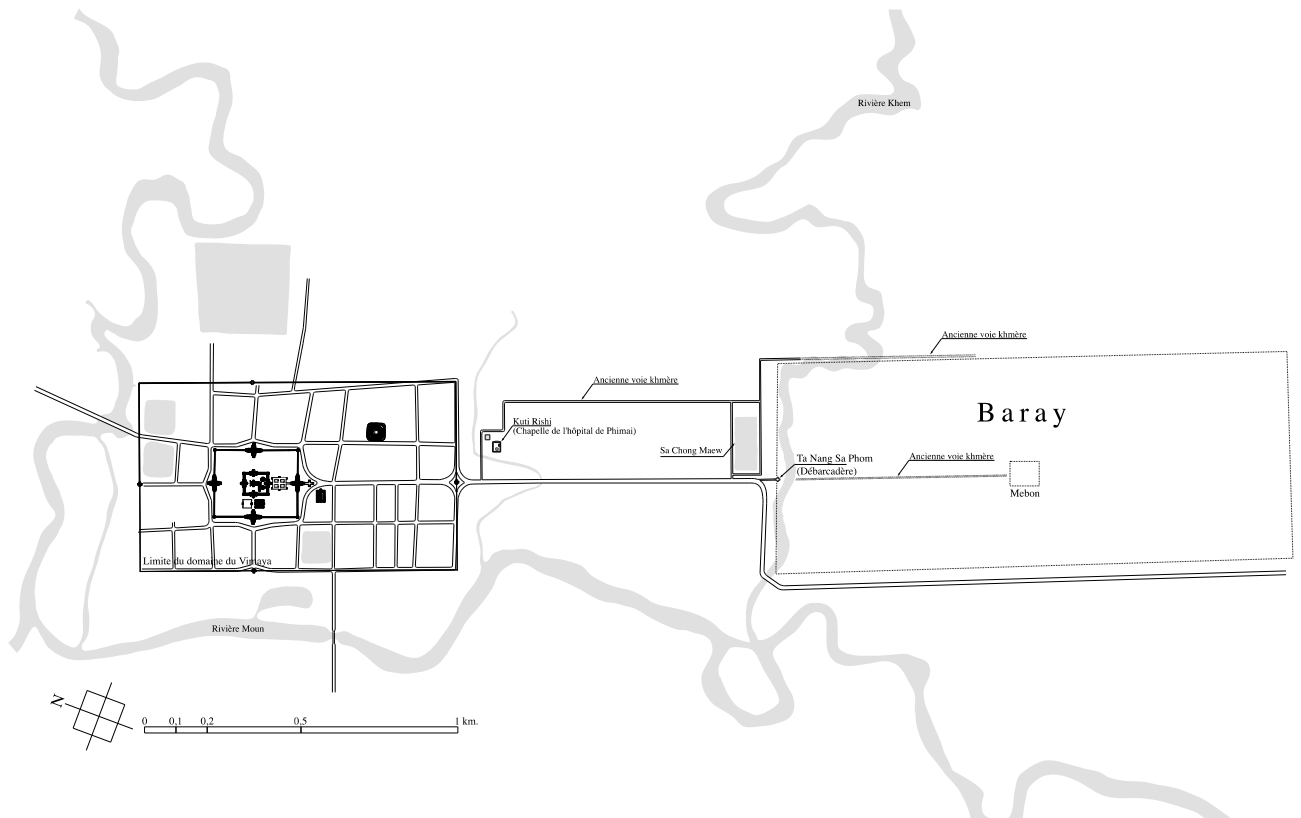 Rivière Khem
Ancienne voie khmère
Ancienne voie khmère
Baray
Kuti Rishi
(Chapelle de l'hôpital de Phimai)
Sa Chong Maew
Ta Nang Sa Phom
(Débarcadère)
Ancienne voie khmère
Mebon
Limite du domaine du Vimaya
Rivière Moun
N
0 0,1 0,2 0,5 1 km.